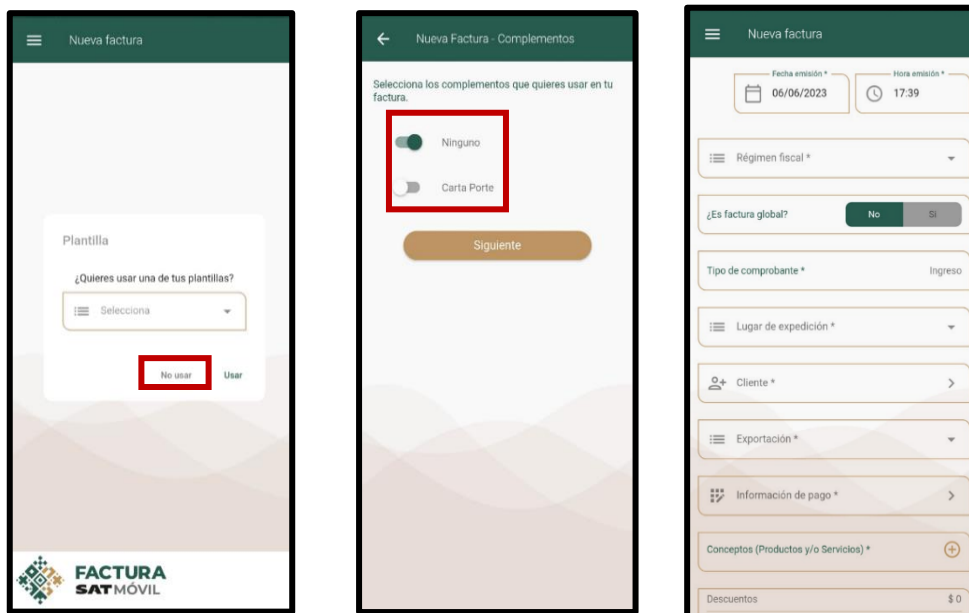 Nueva factura
Plantilla
¿Quieres usar una de tus plantillas?
Selecciona
No usar
Usar
FACTURA
SAT MÓVIL
Nueva Factura - Complementos
Selecciona los complementos que quieres usar en tu
factura.
Ninguno
Carta Porte
Siguiente
Nueva factura
Fecha emisión *
Hora emisión *
06/06/2023
17:39
Régimen fiscal *
¿Es factura global?
No
Si
Tipo de comprobante *
Ingreso
Lugar de expedición *
Cliente *
Exportación *
Información de pago *
Conceptos (Productos y/o Servicios) *
Descuentos
$ 0